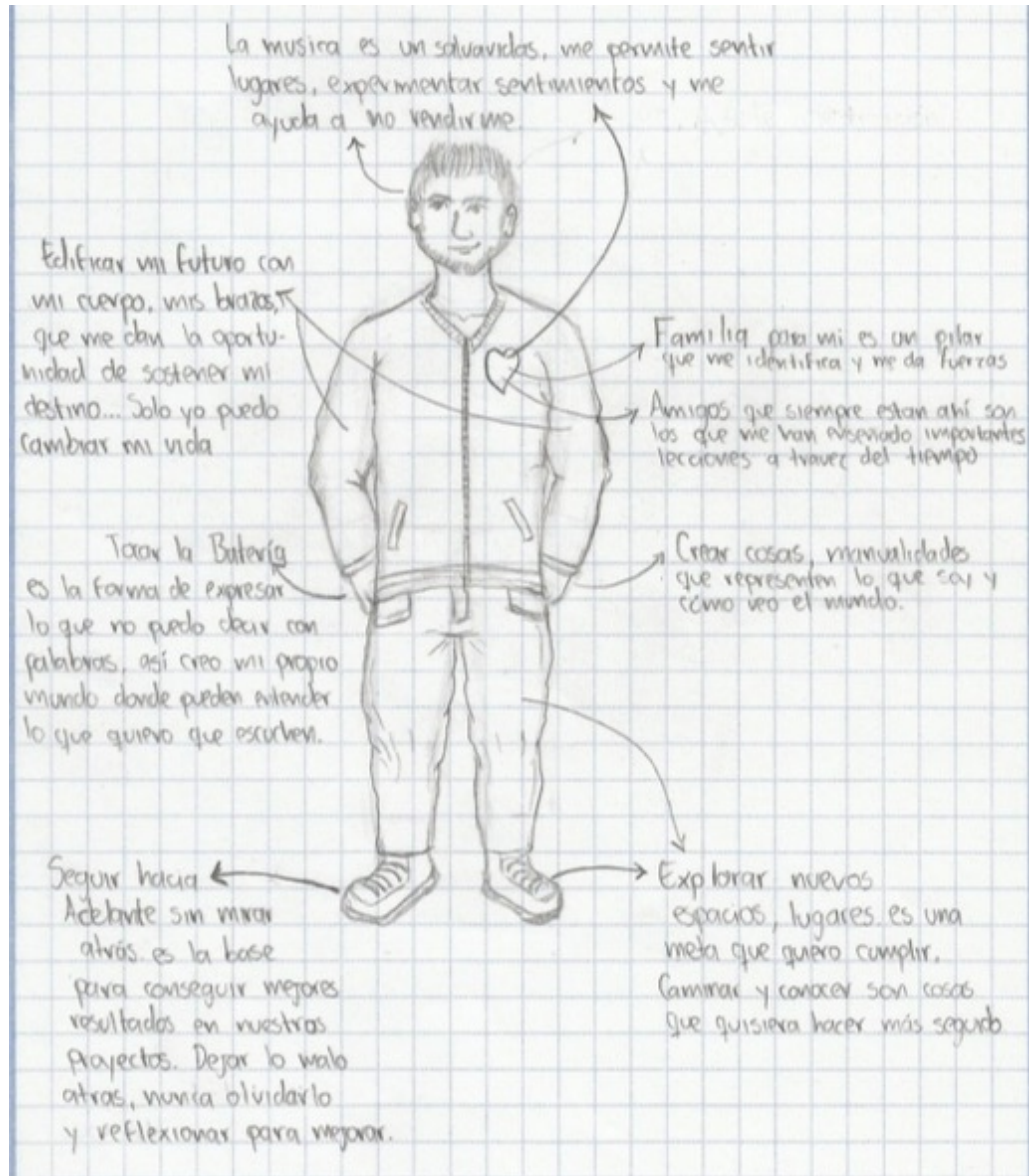 La musica es un salvavidas, me permite sentir
lugares, experimentar sentimientos y me
ayuda a no rendirme.
Edificar mi futuro con
mi cuerpo, mis brazos,
que me dan la oportu-
nidad de sostener mi
destino... Solo yo puedo
cambiar mi vida
Familia para mi es un pilar
que me identifica y me da fuerzas
Amigos que siempre estan ahí son
los que me han enseñado importantes
lecciones a travez del tiempo
Tocar la Batería
es la forma de expresar
lo que no puedo decir con
palabras, así creo mi propio
mundo donde pueden entender
lo que quiero que escuchen.
Crear cosas, manualidades
que representen lo que soy y
cómo veo el mundo.
Seguir hacia
Adelante sin mirar
atrás es la base
para conseguir mejores
resultados en nuestros
proyectos. Dejar lo malo
atras, nunca olvidarlo
y reflexionar para mejorar.
Explorar nuevos
espacios, lugares es una
meta que quiero cumplir.
Caminar y conocer son cosas
que quisiera hacer más seguido